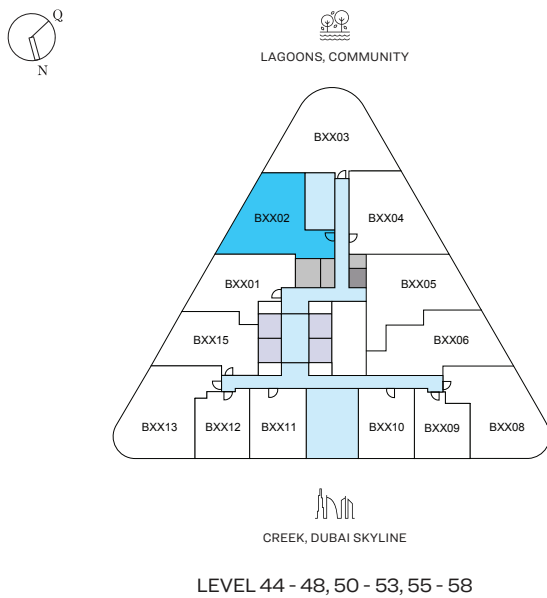 Q
N
LAGOONS, COMMUNITY
BXX03
BXX02
BXX04
BXX01
BXX05
BXX15
BXX06
BXX13
BXX12
BXX11
BXX10
BXX09
BXX08
CREEK, DUBAI SKYLINE
LEVEL 44 - 48, 50 - 53, 55 - 58